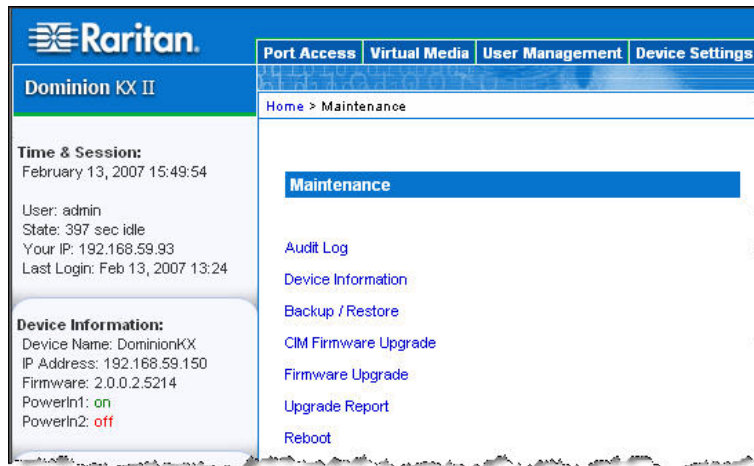 Raritan.
Port Access Virtual Media User Management Device Settings
Dominion KX II
Home > Maintenance
Time & Session:
February 13, 2007 15:49:54
User: admin
State: 397 sec idle
Your IP: 192.168.59.93
Last Login: Feb 13, 2007 13:24
Device Information:
Device Name: DominionKX
IP Address: 192.168.59.150
Firmware: 2.0.0.2.5214
PowerIn1: on
PowerIn2: off
Maintenance
Audit Log
Device Information
Backup / Restore
CIM Firmware Upgrade
Firmware Upgrade
Upgrade Report
Reboot